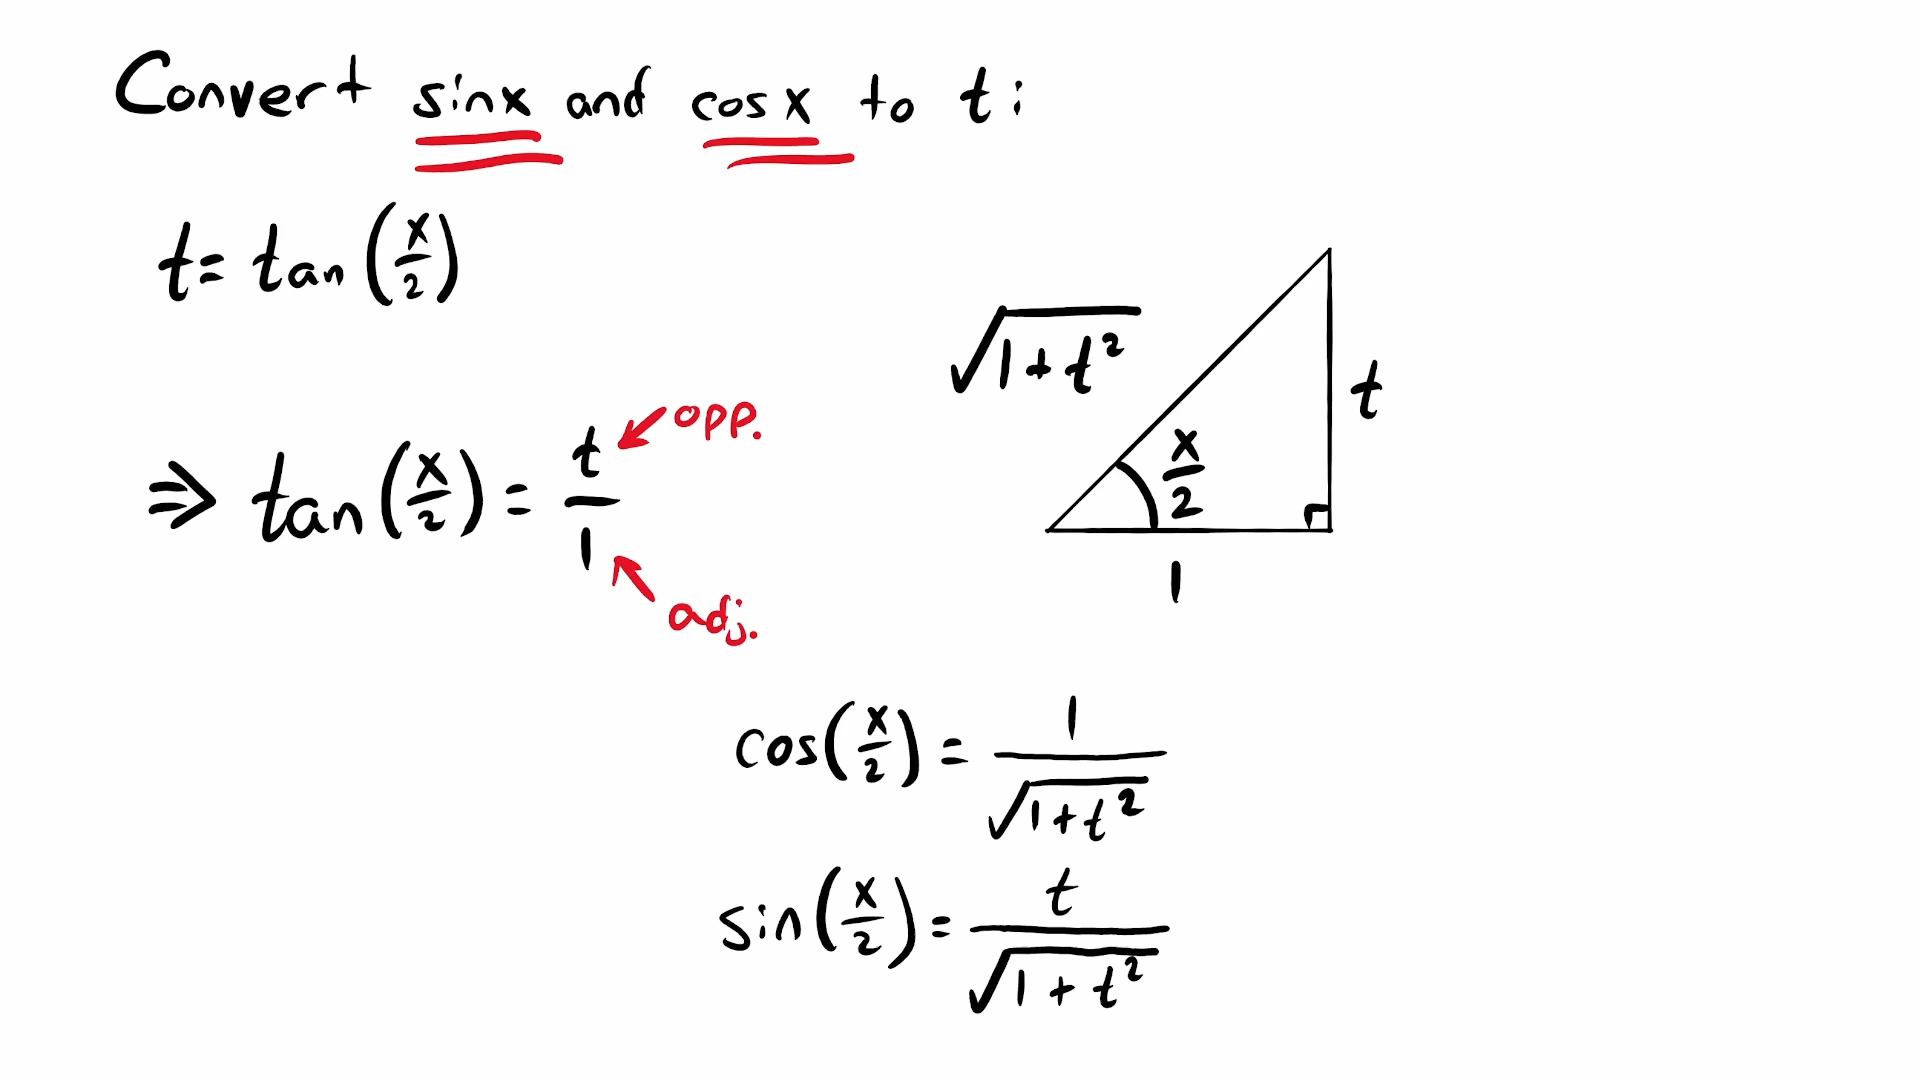 Convert sinx and cosx to t:
t= tan(x/2)
√1+t²
t
⇒ tan(x/2) = t/1
opp.
adj.
x/2
1
cos(x/2) = 1/√1+t²
sin(x/2) = t/√1+t²